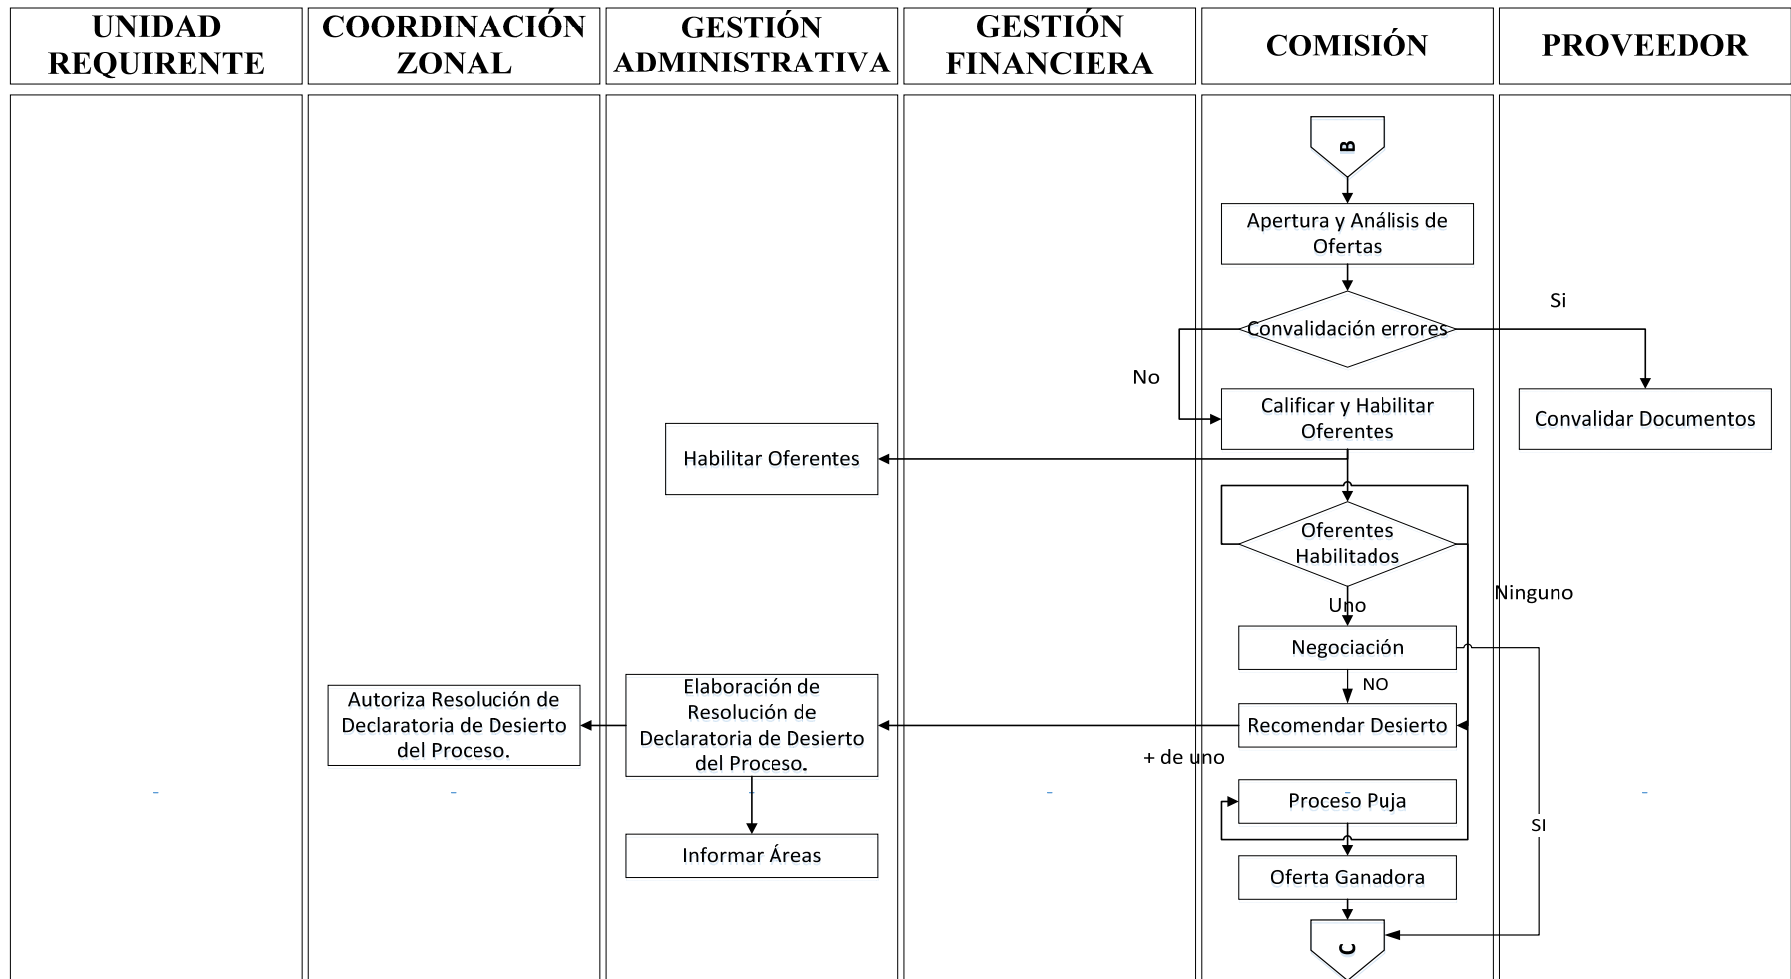 UNIDAD
REQUIRENTE
COORDINACIÓN
ZONAL
GESTIÓN
ADMINISTRATIVA
GESTIÓN
FINANCIERA
COMISIÓN
PROVEEDOR
B
Apertura y Análisis de
Ofertas
Si
Convalidación errores
No
Calificar y Habilitar
Oferentes
Convalidar Documentos
Habilitar Oferentes
Oferentes
Habilitados
Ninguno
Uno
Negociación
NO
Autoriza Resolución de
Declaratoria de Desierto
del Proceso.
Elaboración de
Resolución de
Declaratoria de Desierto
del Proceso.
Recomendar Desierto
+ de uno
Proceso Puja
SI
Informar Áreas
Oferta Ganadora
C